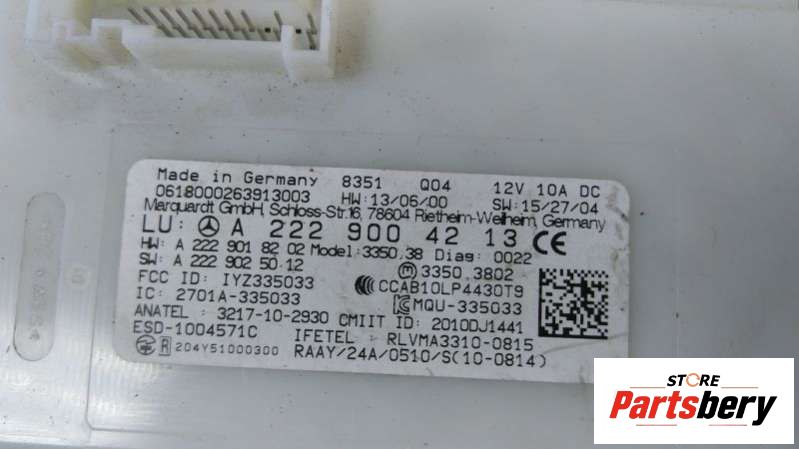 Made in Germany 8351 Q04 12V 10A DC
0618000263913003 HW:13/06/00 SW:15/27/04
Marquardt GmbH, Schloss-Str.16, 78604 Rietheim-Weilheim, Germany
LU: A 222 900 42 13 CE
HW: A 222 901 82 02 Model: 3350.38 Diag: 0022
SW: A 222 902 50 12 M 3350.3802
FCC ID: IYZ335033 CCAB10LP4430T9
IC: 2701A-335033 MQU-335033
ANATEL: 3217-10-2930 CMIIT ID: 2010DJ1441
ESD-1004571C IFETEL: RLVMA3310-0815
R 204Y51000300 RAAY/24A/0510/S(10-0814)
STORE
Partsbery